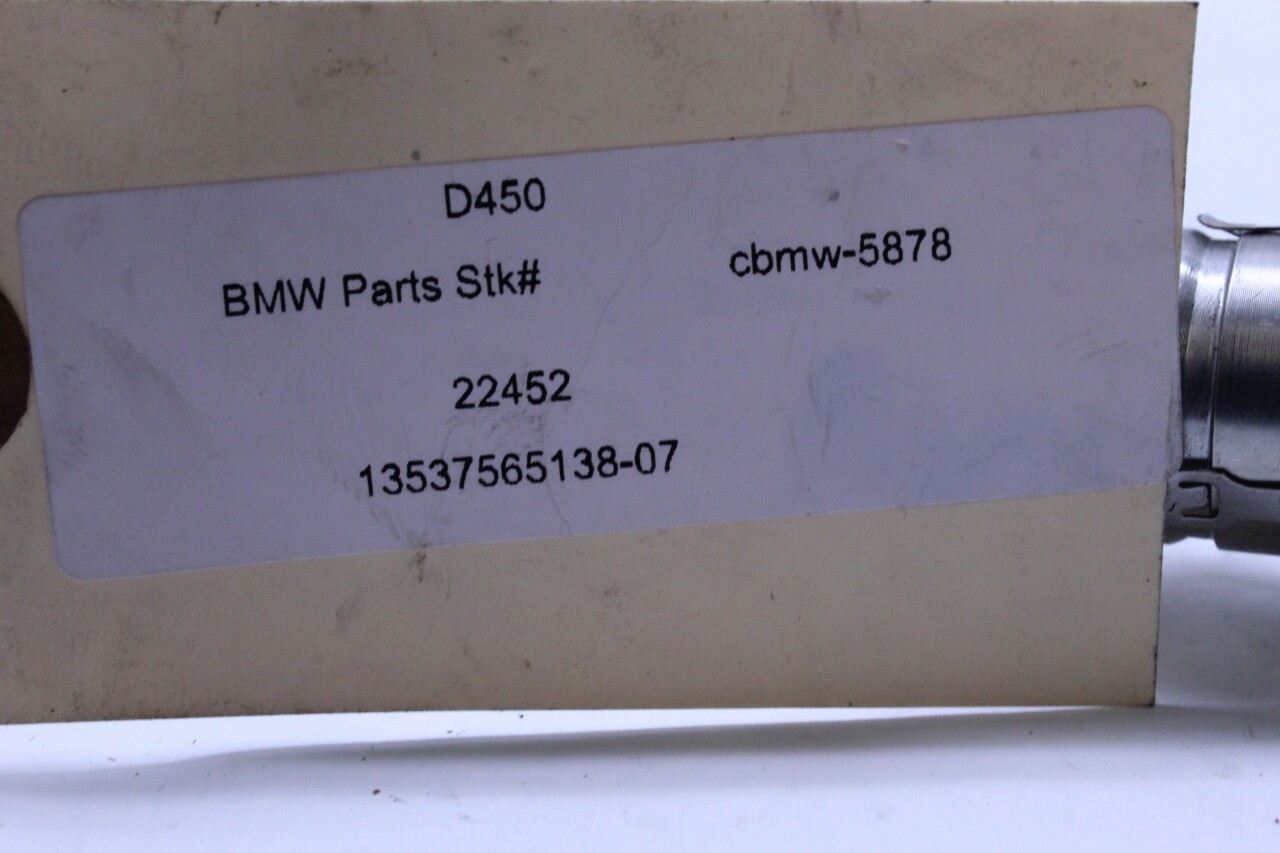 D450
BMW Parts Stk# cbmw-5878
22452
13537565138-07